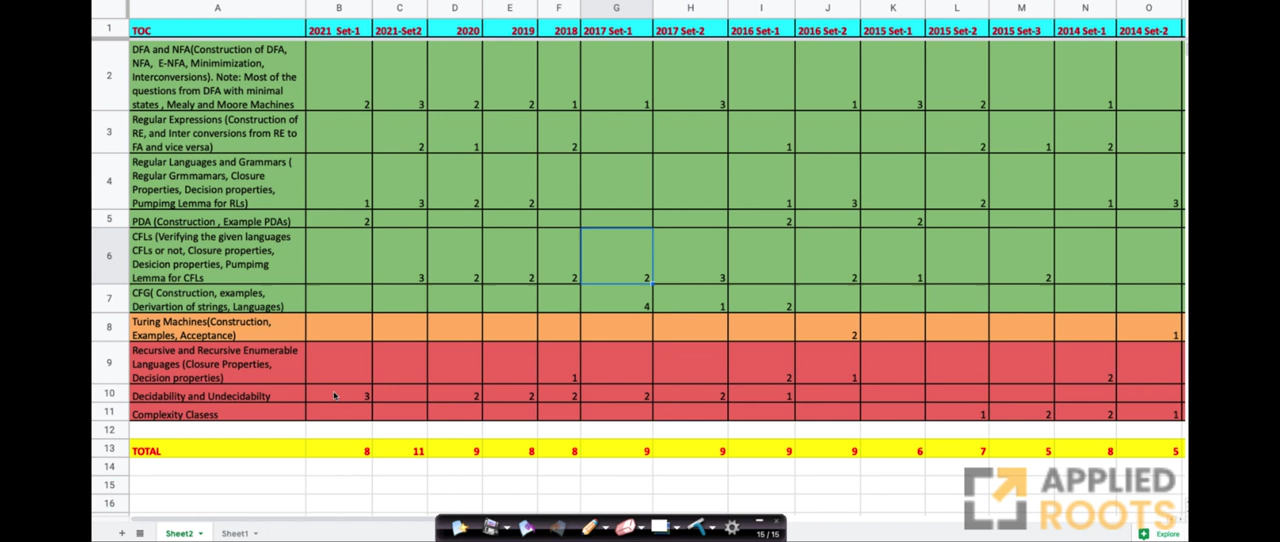 A B C D E F G H I J K L M N O
1 TOC 2021 Set-1 2021-Set2 2020 2019 2018 2017 Set-1 2017 Set-2 2016 Set-1 2016 Set-2 2015 Set-1 2015 Set-2 2015 Set-3 2014 Set-1 2014 Set-2
DFA and NFA(Construction of DFA,
NFA, E-NFA, Minimimization,
2 Interconversions). Note: Most of the
questions from DFA with minimal
states , Mealy and Moore Machines 2 3 2 2 1 1 3 1 3 2 1
Regular Expressions (Construction of
3 RE, and Inter conversions from RE to
FA and vice versa) 2 1 2 1 2 1 2
Regular Languages and Grammars (
4 Regular Grmmamars, Closure
Properties, Decision properties,
Pumpimg Lemma for RLs) 1 3 2 2 1 3 2 1 3
5 PDA (Construction , Example PDAs) 2 2 2
CFLs (Verifying the given languages
6 CFLs or not, Closure properties,
Desicion properties, Pumpimg
Lemma for CFLs 3 2 2 2 2 3 2 1 2
7 CFG( Construction, examples,
Derivartion of strings, Languages) 4 1 2
8 Turing Machines(Construction,
Examples, Acceptance) 2 1
Recursive and Recursive Enumerable
9 Languages (Closure Properties,
Decision properties) 1 2 1 2
10 Decidability and Undecidabilty 3 2 2 2 2 2 1
11 Complexity Clasess 1 2 2 1
12
13 TOTAL 8 11 9 8 8 9 9 9 9 6 7 5 8 5
14
15
16
APPLIED
ROOTS
Sheet2 Sheet1 15 / 15 Explore